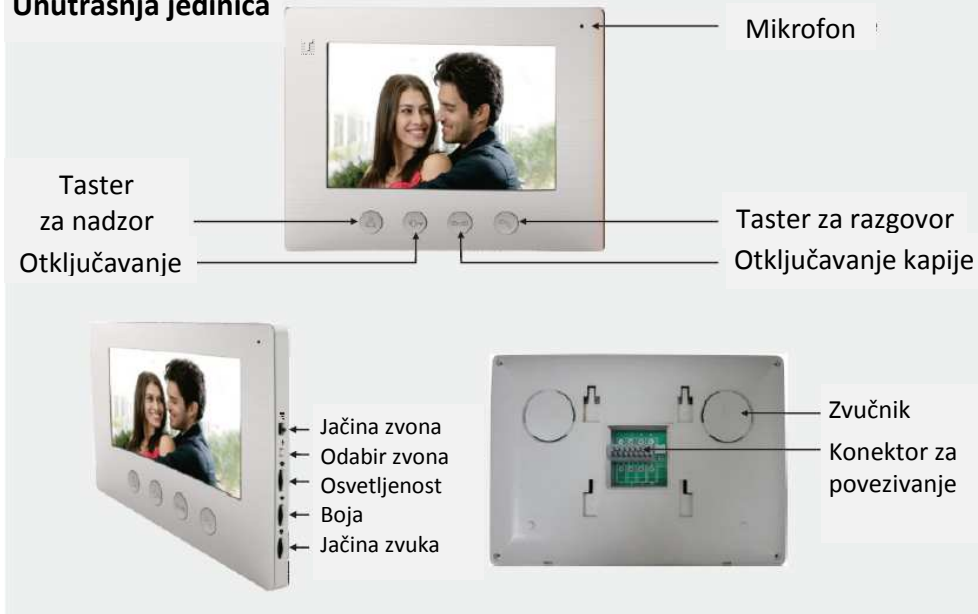 Unutrašnja jedinica
Mikrofon
Taster
za nadzor
Otključavanje
Taster za razgovor
Otključavanje kapije
Jačina zvona
Odabir zvona
Osvetljenost
Boja
Jačina zvuka
Zvučnik
Konektor za
povezivanje